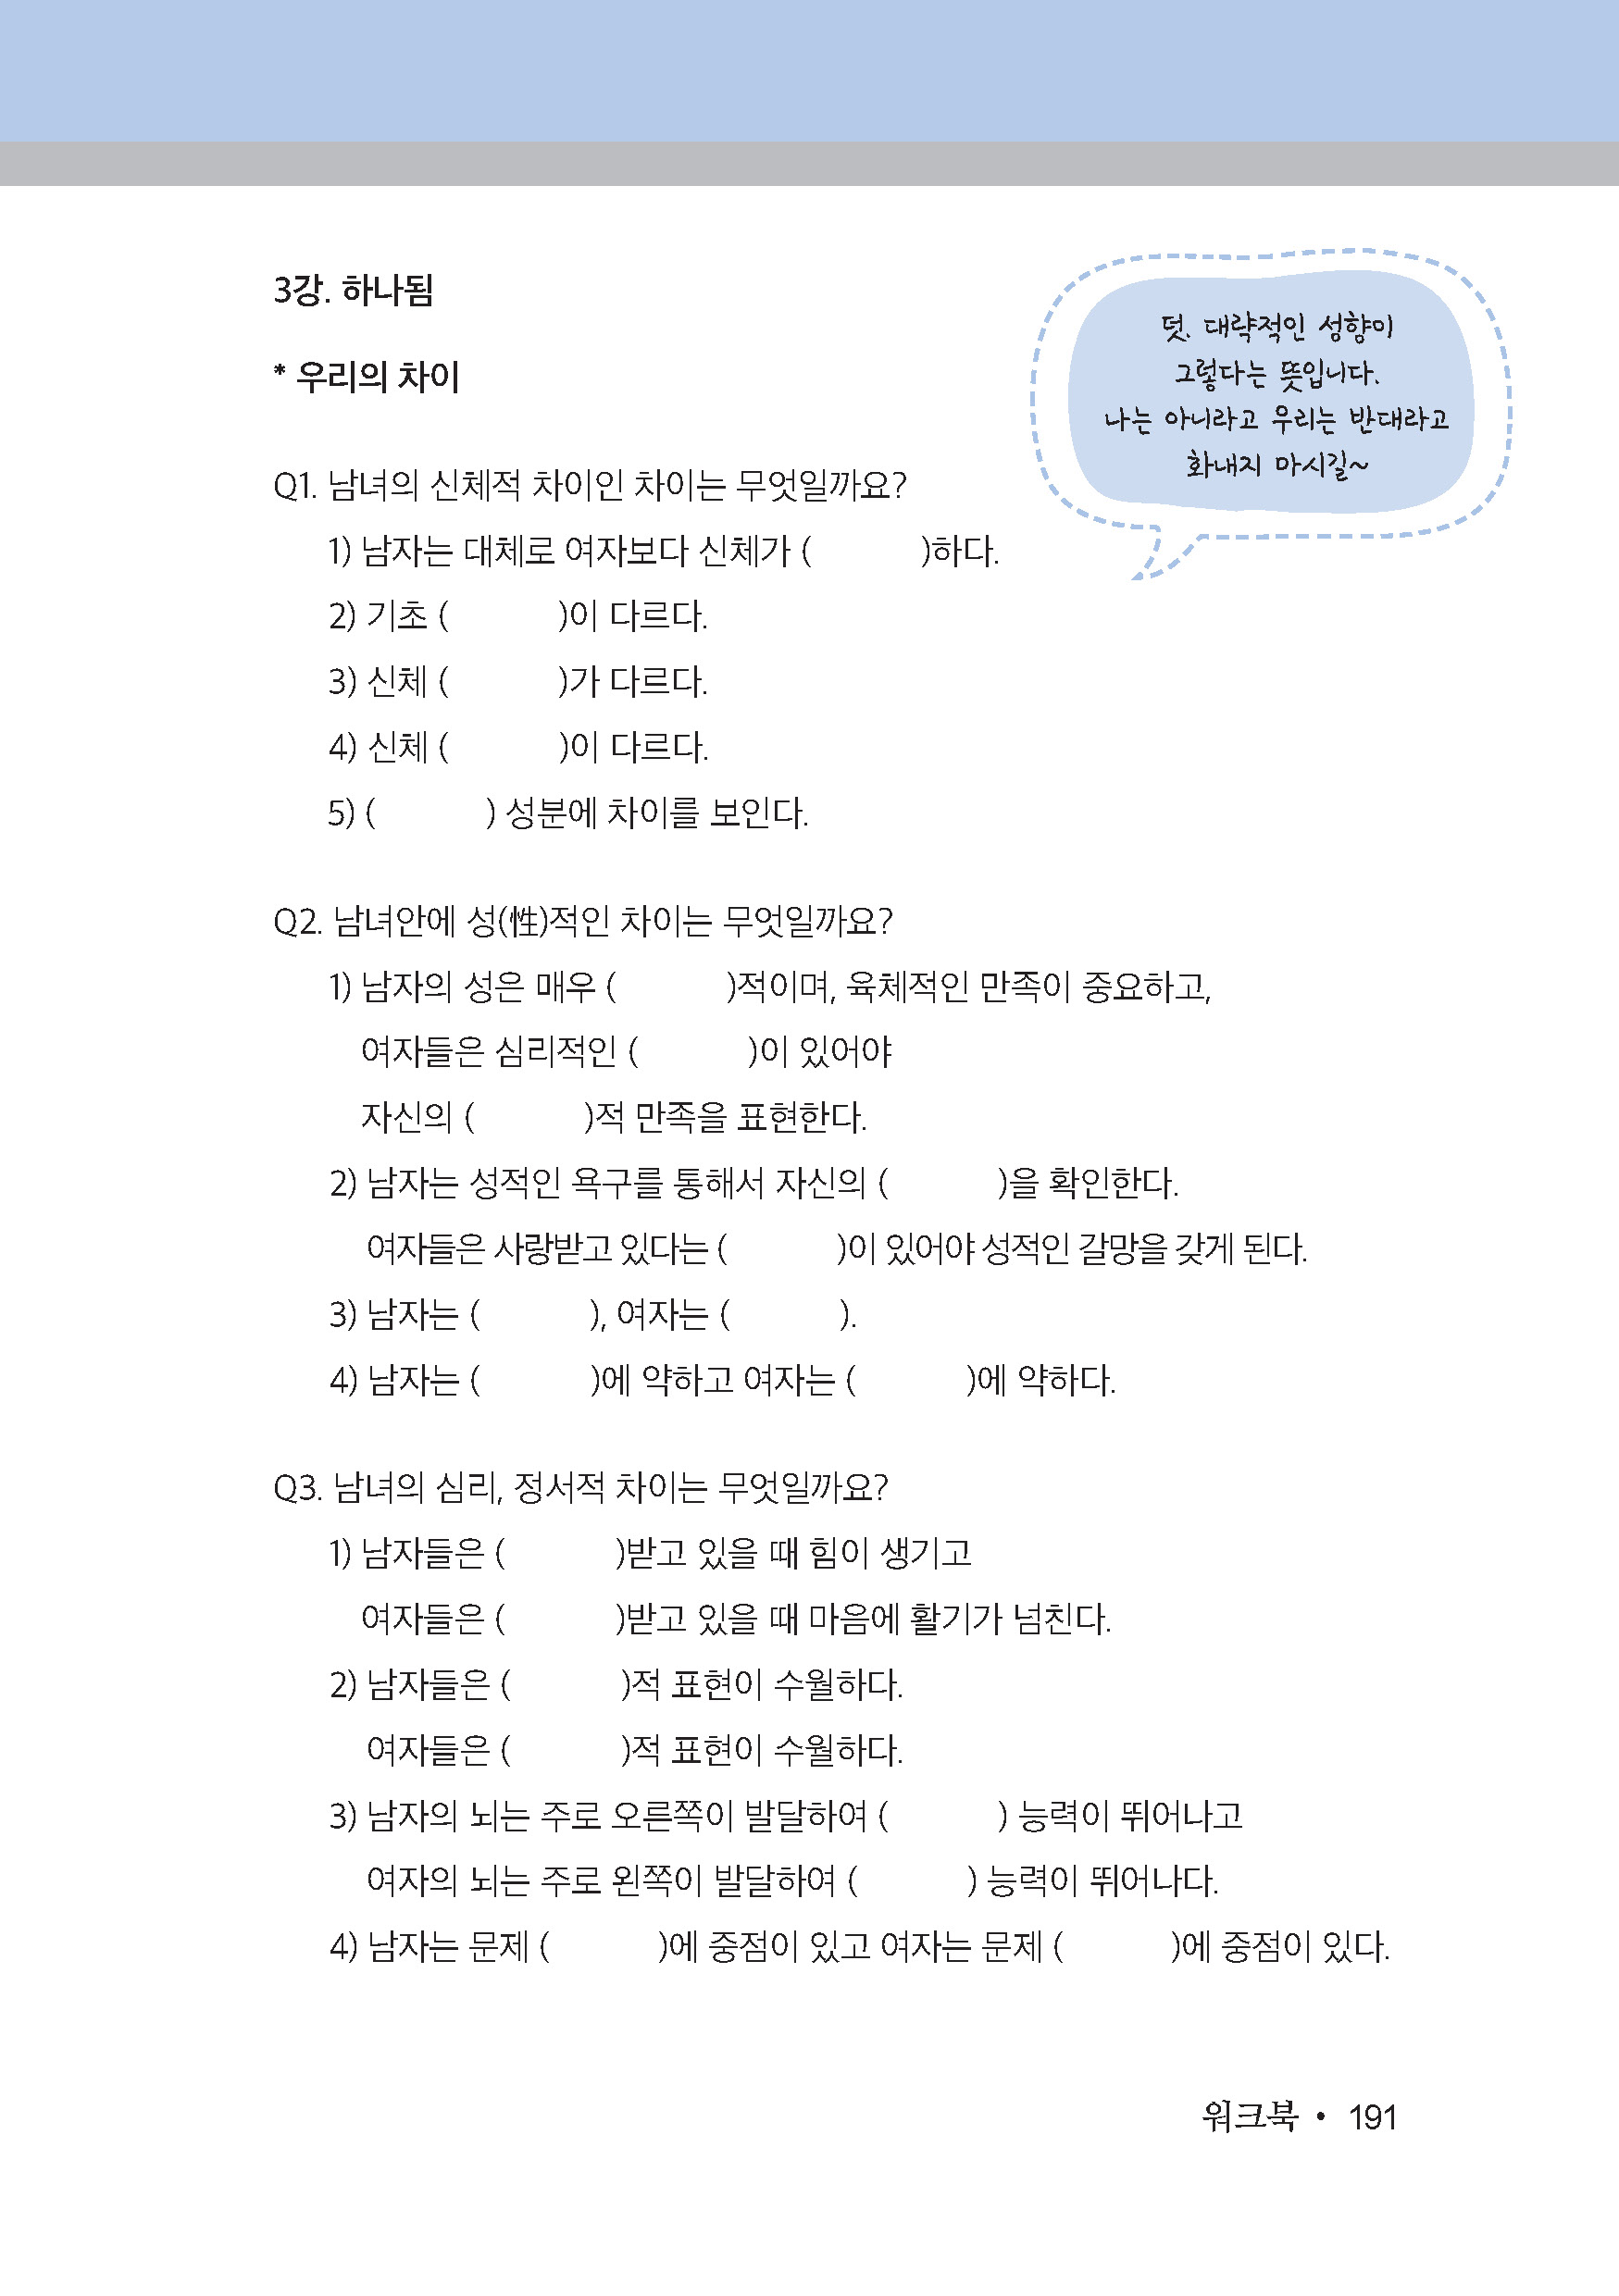 3강. 하나됨
* 우리의 차이
덧. 대략적인 성향이
그렇다는 뜻입니다.
나는 아니라고 우리는 반대라고
화내지 마시길~
Q1. 남녀의 신체적 차이인 차이는 무엇일까요?
1) 남자는 대체로 여자보다 신체가 (          )하다.
2) 기초 (          )이 다르다.
3) 신체 (          )가 다르다.
4) 신체 (          )이 다르다.
5) (          ) 성분에 차이를 보인다.
Q2. 남녀안에 성(性)적인 차이는 무엇일까요?
1) 남자의 성은 매우 (          )적이며, 육체적인 만족이 중요하고,
여자들은 심리적인 (          )이 있어야
자신의 (          )적 만족을 표현한다.
2) 남자는 성적인 욕구를 통해서 자신의 (          )을 확인한다.
여자들은 사랑받고 있다는 (          )이 있어야 성적인 갈망을 갖게 된다.
3) 남자는 (          ), 여자는 (          ).
4) 남자는 (          )에 약하고 여자는 (          )에 약하다.
Q3. 남녀의 심리, 정서적 차이는 무엇일까요?
1) 남자들은 (          )받고 있을 때 힘이 생기고
여자들은 (          )받고 있을 때 마음에 활기가 넘친다.
2) 남자들은 (          )적 표현이 수월하다.
여자들은 (          )적 표현이 수월하다.
3) 남자의 뇌는 주로 오른쪽이 발달하여 (          ) 능력이 뛰어나고
여자의 뇌는 주로 왼쪽이 발달하여 (          ) 능력이 뛰어나다.
4) 남자는 문제 (          )에 중점이 있고 여자는 문제 (          )에 중점이 있다.
워크북 • 191